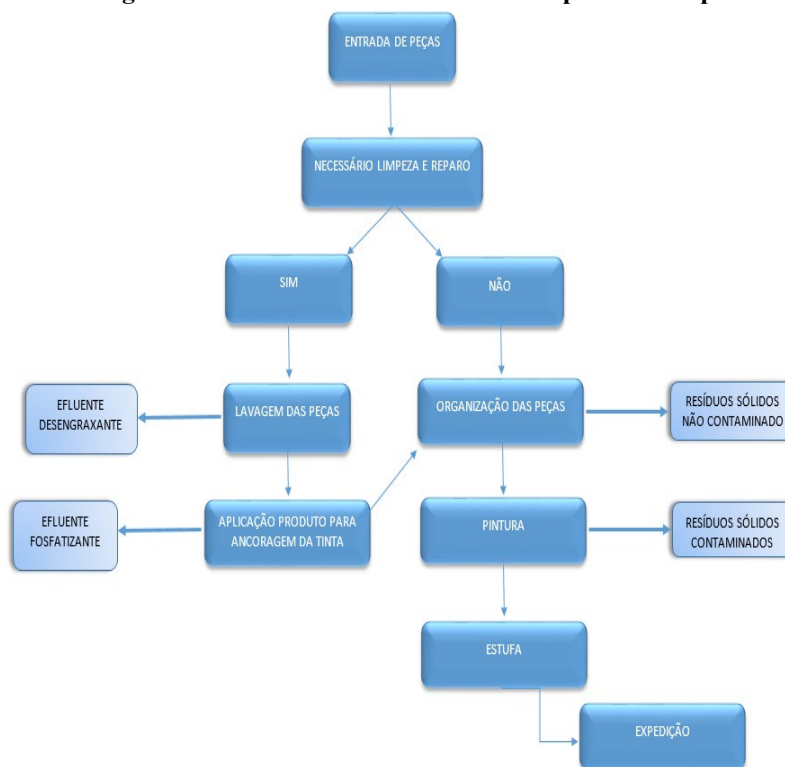 ENTRADA DE PEÇAS
NECESSÁRIO LIMPEZA E REPARO
SIM
NÃO
EFLUENTE
DESENGRAXANTE
LAVAGEM DAS PEÇAS
ORGANIZAÇÃO DAS PEÇAS
RESÍDUOS SÓLIDOS
NÃO CONTAMINADO
EFLUENTE
FOSFATIZANTE
APLICAÇÃO PRODUTO PARA
ANCORAGEM DA TINTA
PINTURA
RESÍDUOS SÓLIDOS
CONTAMINADOS
ESTUFA
EXPEDIÇÃO